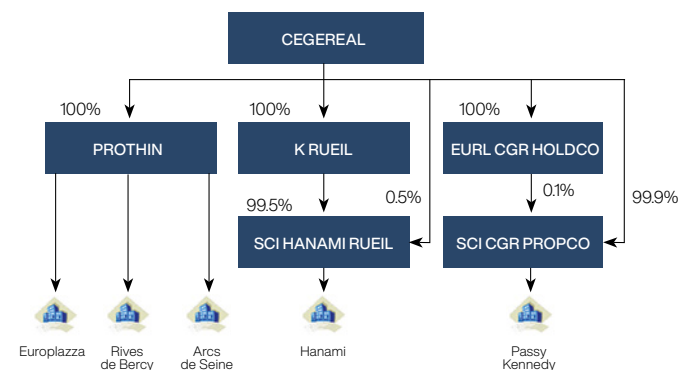 CEGEREAL
100%
100%
100%
PROTHIN
K RUEIL
EURL CGR HOLDCO
99.5%
0.5%
0.1%
99.9%
SCI HANAMI RUEIL
SCI CGR PROPCO
Europlazza
Rives
de Bercy
Arcs
de Seine
Hanami
Passy
Kennedy